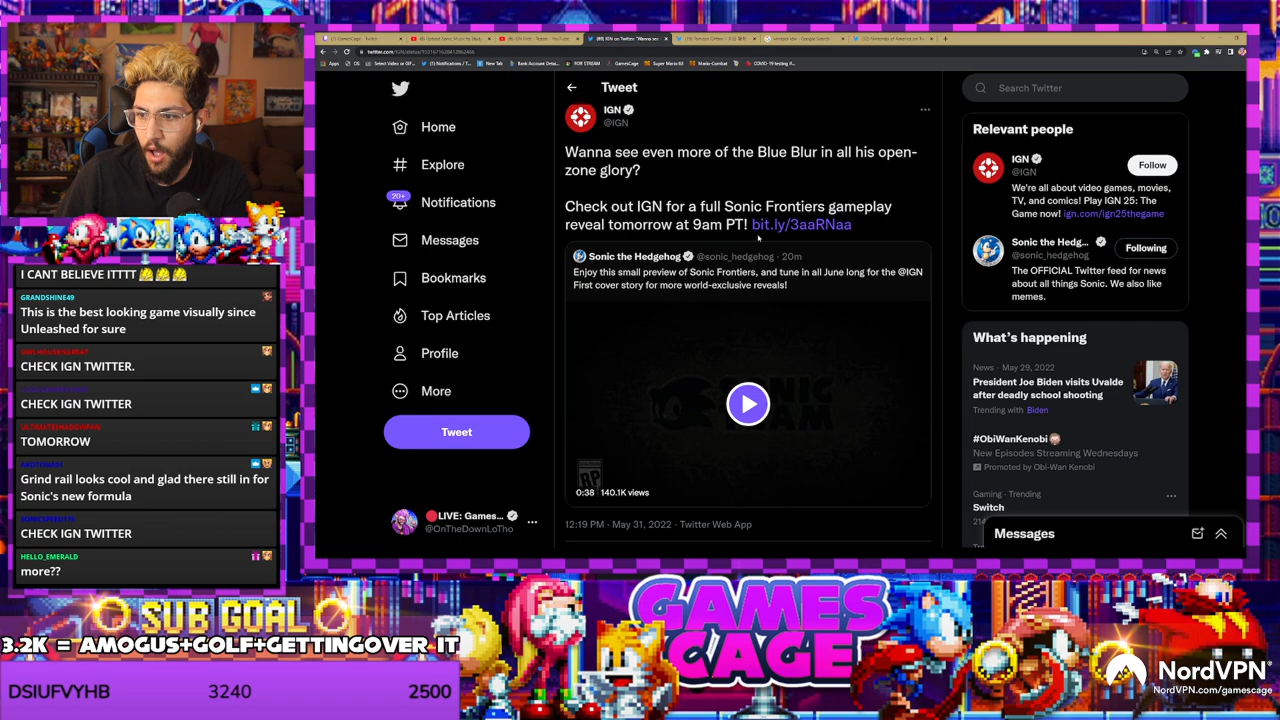 I CANT BELIEVE ITTTT
GRANDSHINE49
This is the best looking game visually since
Unleashed for sure
CHECK IGN TWITTER.
CHECK IGN TWITTER
TOMORROW
Grind rail looks cool and glad there still in for
Sonic's new formula
CHECK IGN TWITTER
HELLO_EMERALD
more??
SUB GOAL
3.2K = AMOGUS+GOLF+GETTINGOVER IT
DSIUFVYHB 3240 2500
Home
Explore
20+
Notifications
Messages
Bookmarks
Top Articles
Profile
More
Tweet
LIVE: Games...
@OnTheDownLoTho
Tweet
IGN
@IGN
Wanna see even more of the Blue Blur in all his open-
zone glory?
Check out IGN for a full Sonic Frontiers gameplay
reveal tomorrow at 9am PT! bit.ly/3aaRNaa
Sonic the Hedgehog @sonic_hedgehog · 20m
Enjoy this small preview of Sonic Frontiers, and tune in all June long for the @IGN
First cover story for more world-exclusive reveals!
SONIC
TEAM
RP
0:38 140.1K views
12:19 PM · May 31, 2022 · Twitter Web App
Search Twitter
Relevant people
IGN
@IGN
Follow
We're all about video games, movies,
TV, and comics! Play IGN 25: The
Game now! ign.com/ign25thegame
Sonic the Hedg...
@sonic_hedgehog
Following
The OFFICIAL Twitter feed for news
about all things Sonic. We also like
memes.
What's happening
News · May 29, 2022
President Joe Biden visits Uvalde
after deadly school shooting
Trending with Biden
#ObiWanKenobi
New Episodes Streaming Wednesdays
Promoted by Obi-Wan Kenobi
Gaming · Trending
Switch
Messages
GAMES
CAGE
NordVPN®
NordVPN.com/gamescage